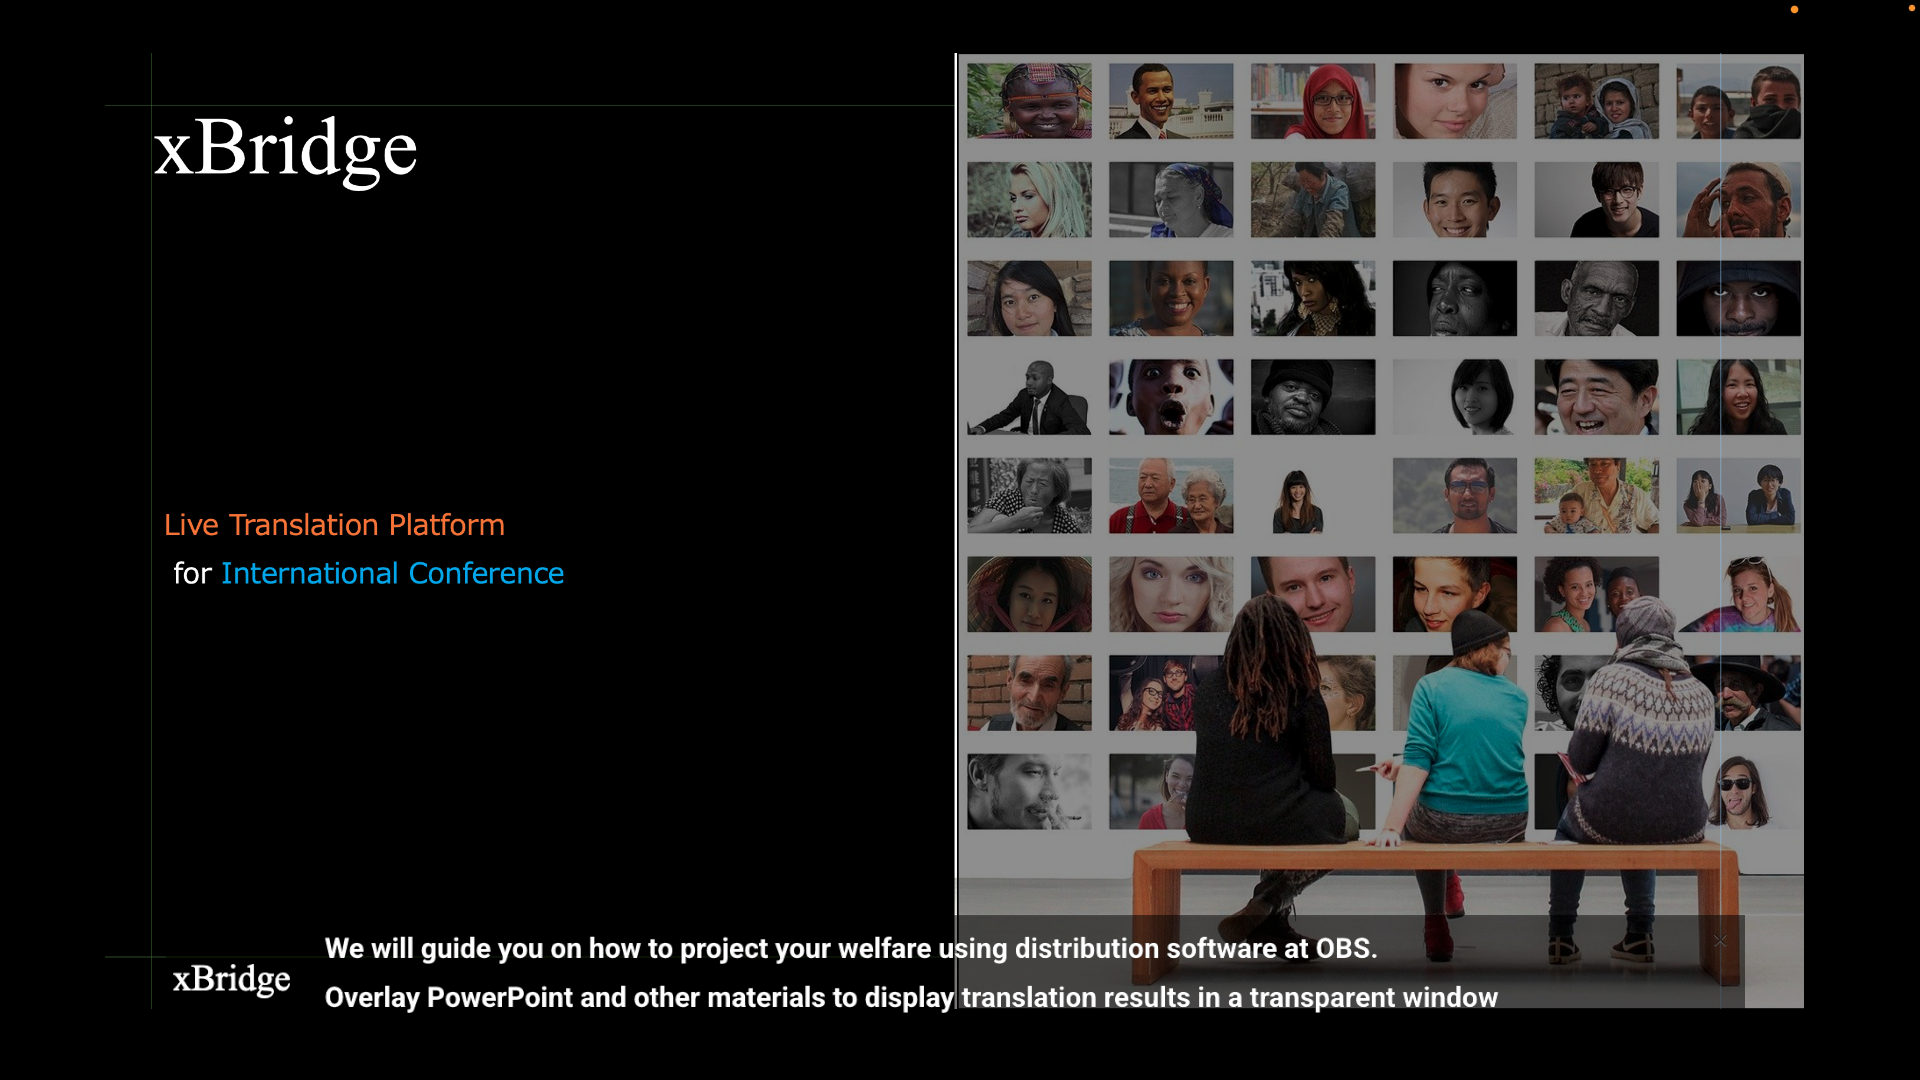 xBridge
Live Translation Platform
for International Conference
xBridge
We will guide you on how to project your welfare using distribution software at OBS.
Overlay PowerPoint and other materials to display translation results in a transparent window